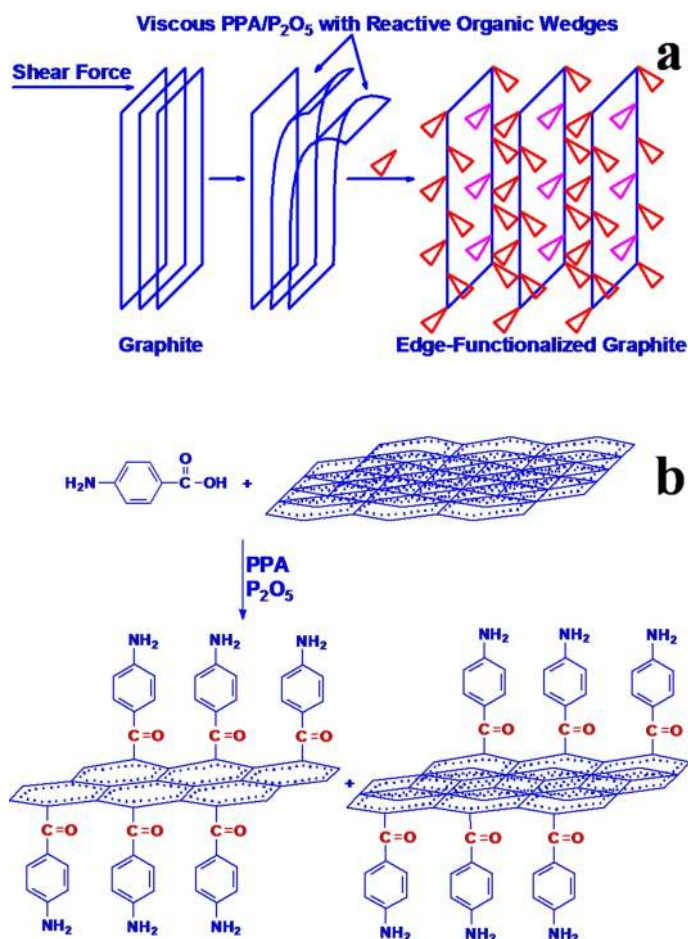 Viscous PPA/P₂O₅ with Reactive Organic Wedges
a
Shear Force
Graphite
Edge-Functionalized Graphite
b
H₂N
O
C-OH +
PPA
P₂O₅
NH₂ NH₂ NH₂
NH₂ NH₂ NH₂
C=O C=O C=O
C=O C=O C=O
+
C=O C=O C=O
C=O C=O C=O
NH₂ NH₂ NH₂
NH₂ NH₂ NH₂